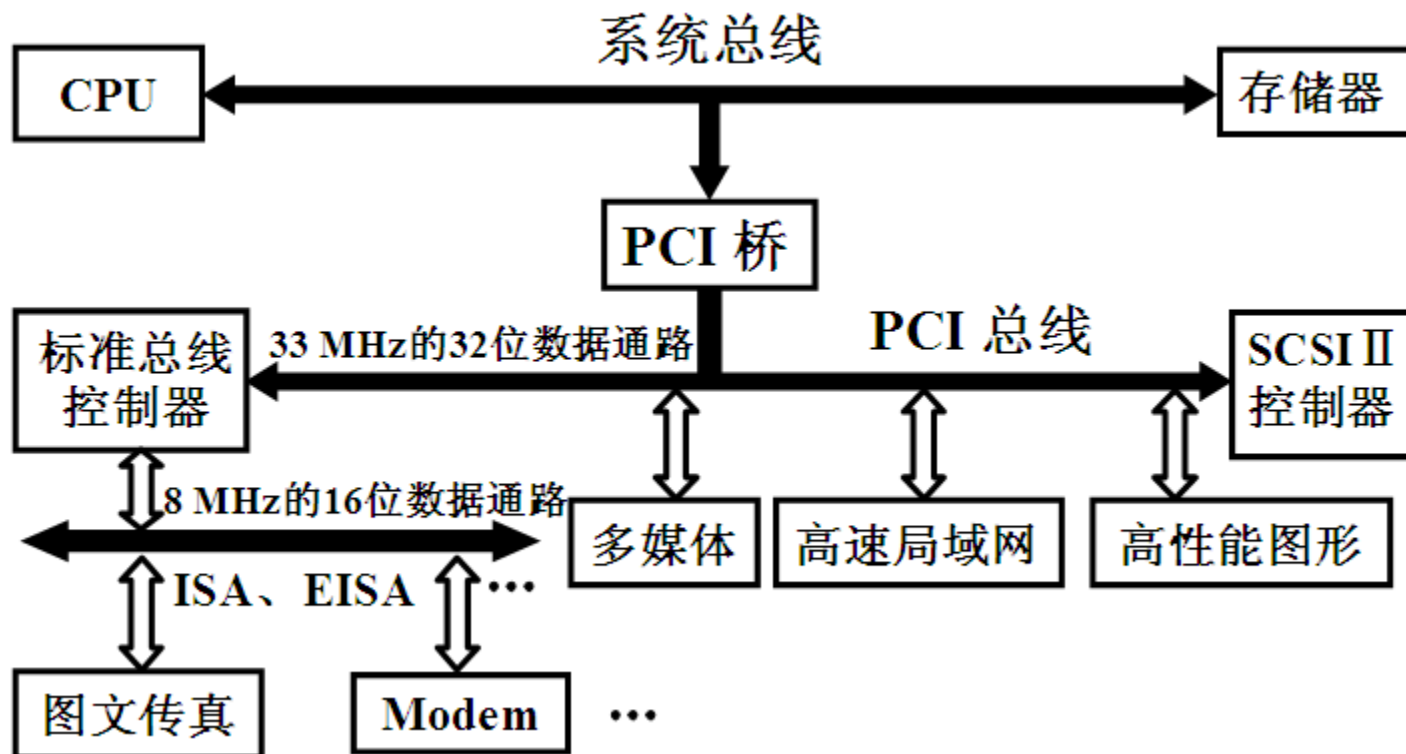 系统总线
CPU
存储器
PCI 桥
PCI 总线
33 MHz的32位数据通路
标准总线
控制器
SCSI Ⅱ
控制器
8 MHz的16位数据通路
多媒体
高速局域网
高性能图形
ISA、EISA
…
图文传真
Modem
…